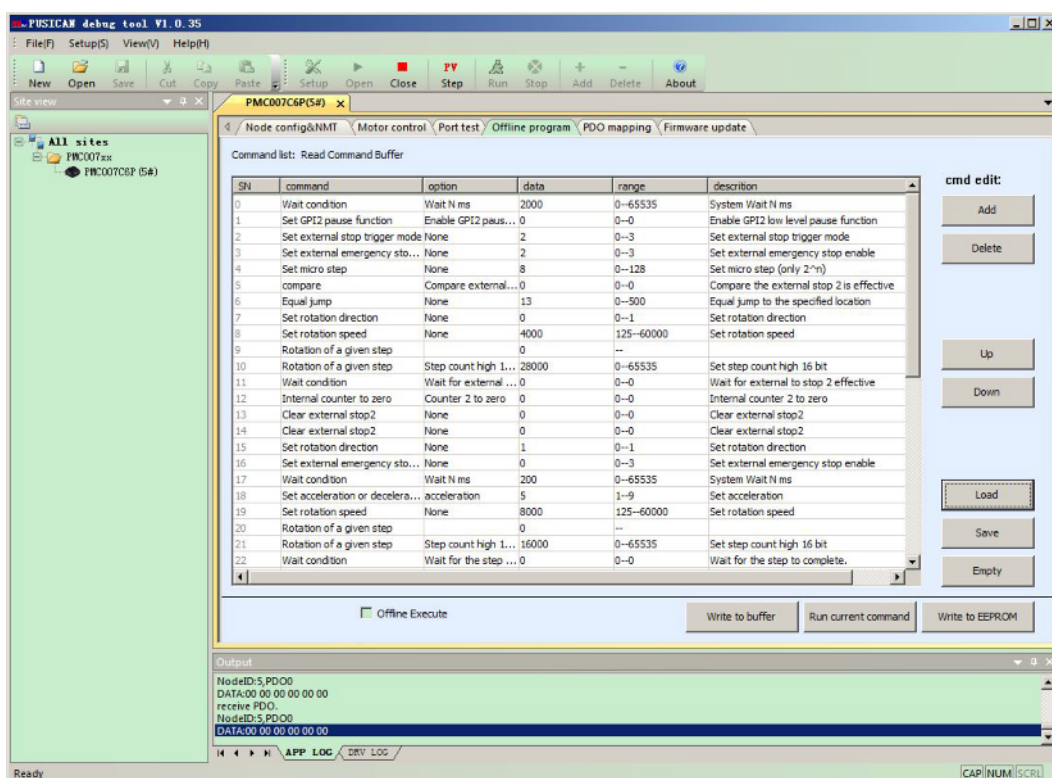 PUSICAN debug tool V1.0.35
File(F) Setup(S) View(V) Help(H)
New Open Save Cut Copy Paste Setup Open Close Step Run Stop Add Delete About
PV
Site view
PMC007C6P(5#) x
All sites
PMC007xx
PMC007C6P (5#)
Node config&NMT Motor control Port test Offline program PDO mapping Firmware update
Command list: Read Command Buffer
SN command option data range descrition
0 Wait condition Wait N ms 2000 0--65535 System Wait N ms
1 Set GPI2 pause function Enable GPI2 paus... 0 0--0 Enable GPI2 low level pause function
2 Set external stop trigger mode None 2 0--3 Set external stop trigger mode
3 Set external emergency sto... None 2 0--3 Set external emergency stop enable
4 Set micro step None 8 0--128 Set micro step (only 2^n)
5 compare Compare external... 0 0--0 Compare the external stop 2 is effective
6 Equal jump None 13 0--500 Equal jump to the specified location
7 Set rotation direction None 0 0--1 Set rotation direction
8 Set rotation speed None 4000 125--60000 Set rotation speed
9 Rotation of a given step 0 --
10 Rotation of a given step Step count high 1... 28000 0--65535 Set step count high 16 bit
11 Wait condition Wait for external ... 0 0--0 Wait for external to stop 2 effective
12 Internal counter to zero Counter 2 to zero 0 0--0 Internal counter 2 to zero
13 Clear external stop2 None 0 0--0 Clear external stop2
14 Clear external stop2 None 0 0--0 Clear external stop2
15 Set rotation direction None 1 0--1 Set rotation direction
16 Set external emergency sto... None 0 0--3 Set external emergency stop enable
17 Wait condition Wait N ms 200 0--65535 System Wait N ms
18 Set acceleration or decelera... acceleration 5 1--9 Set acceleration
19 Set rotation speed None 8000 125--60000 Set rotation speed
20 Rotation of a given step 0 --
21 Rotation of a given step Step count high 1... 16000 0--65535 Set step count high 16 bit
22 Wait condition Wait for the step ... 0 0--0 Wait for the step to complete.
cmd edit:
Add
Delete
Up
Down
Load
Save
Empty
Offline Execute
Write to buffer Run current command Write to EEPROM
Output
NodeID:5,PDO0
DATA:00 00 00 00 00 00
receive PDO.
NodeID:5,PDO0
DATA:00 00 00 00 00 00
APP LOG DRV LOG
Ready CAP NUM SCRL